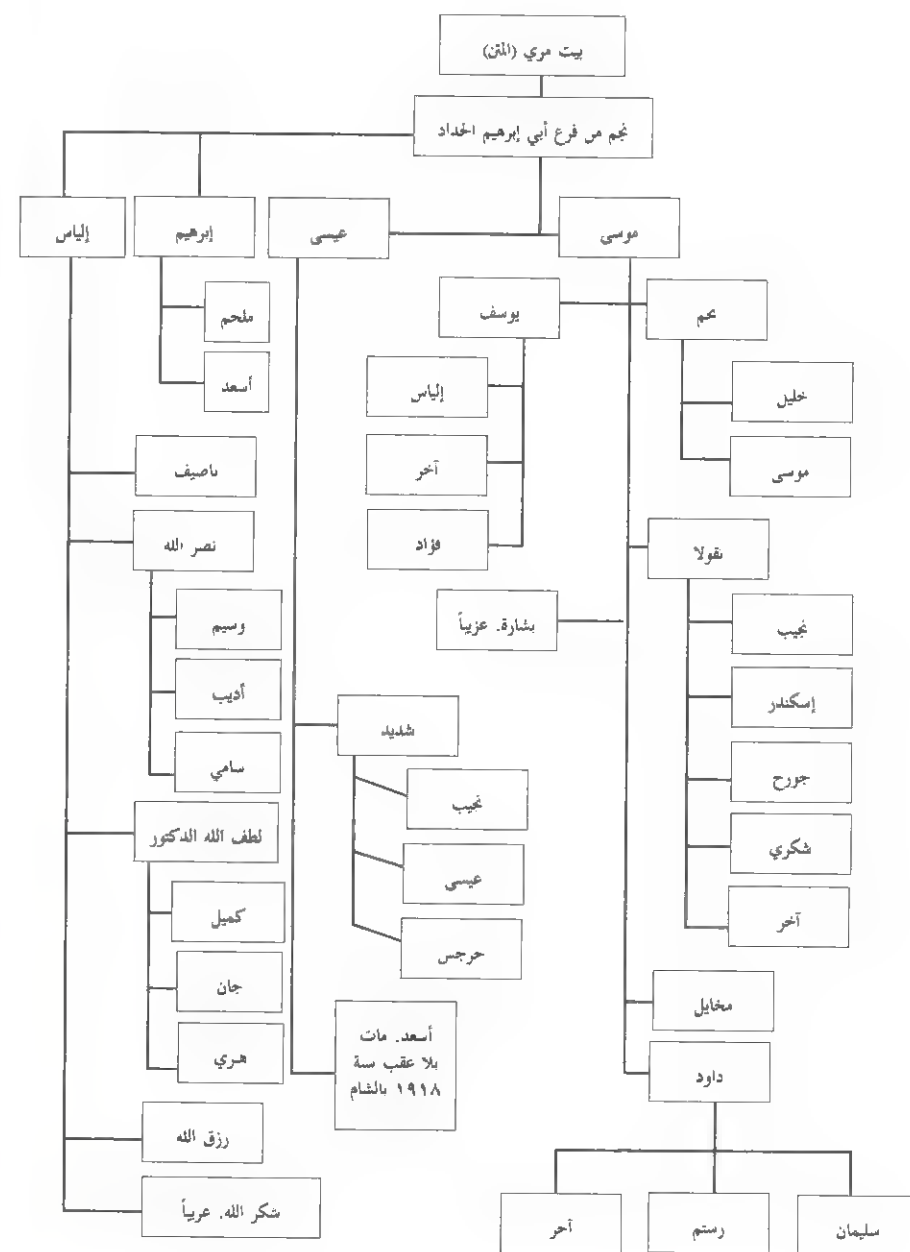 بيت مري (المتن)
نجم من فرع أبي إبرهيم الحداد
موسى
عيسى
إبرهيم
إلياس
نجم
خليل
موسى
يوسف
إلياس
آخر
فؤاد
نقولا
نجيب
إسكندر
جورج
شكري
آخر
بشارة. عزيباً
مخايل
داود
سليمان
رستم
آخر
شديد
نجيب
عيسى
جرجس
أسعد. مات
بلا عقب سنة
١٩١٨ بالشام
ملحم
أسعد
ناصيف
نصر الله
وسيم
أديب
سامي
لطف الله الدكتور
كميل
جان
هنري
رزق الله
شكر الله. عزيباً